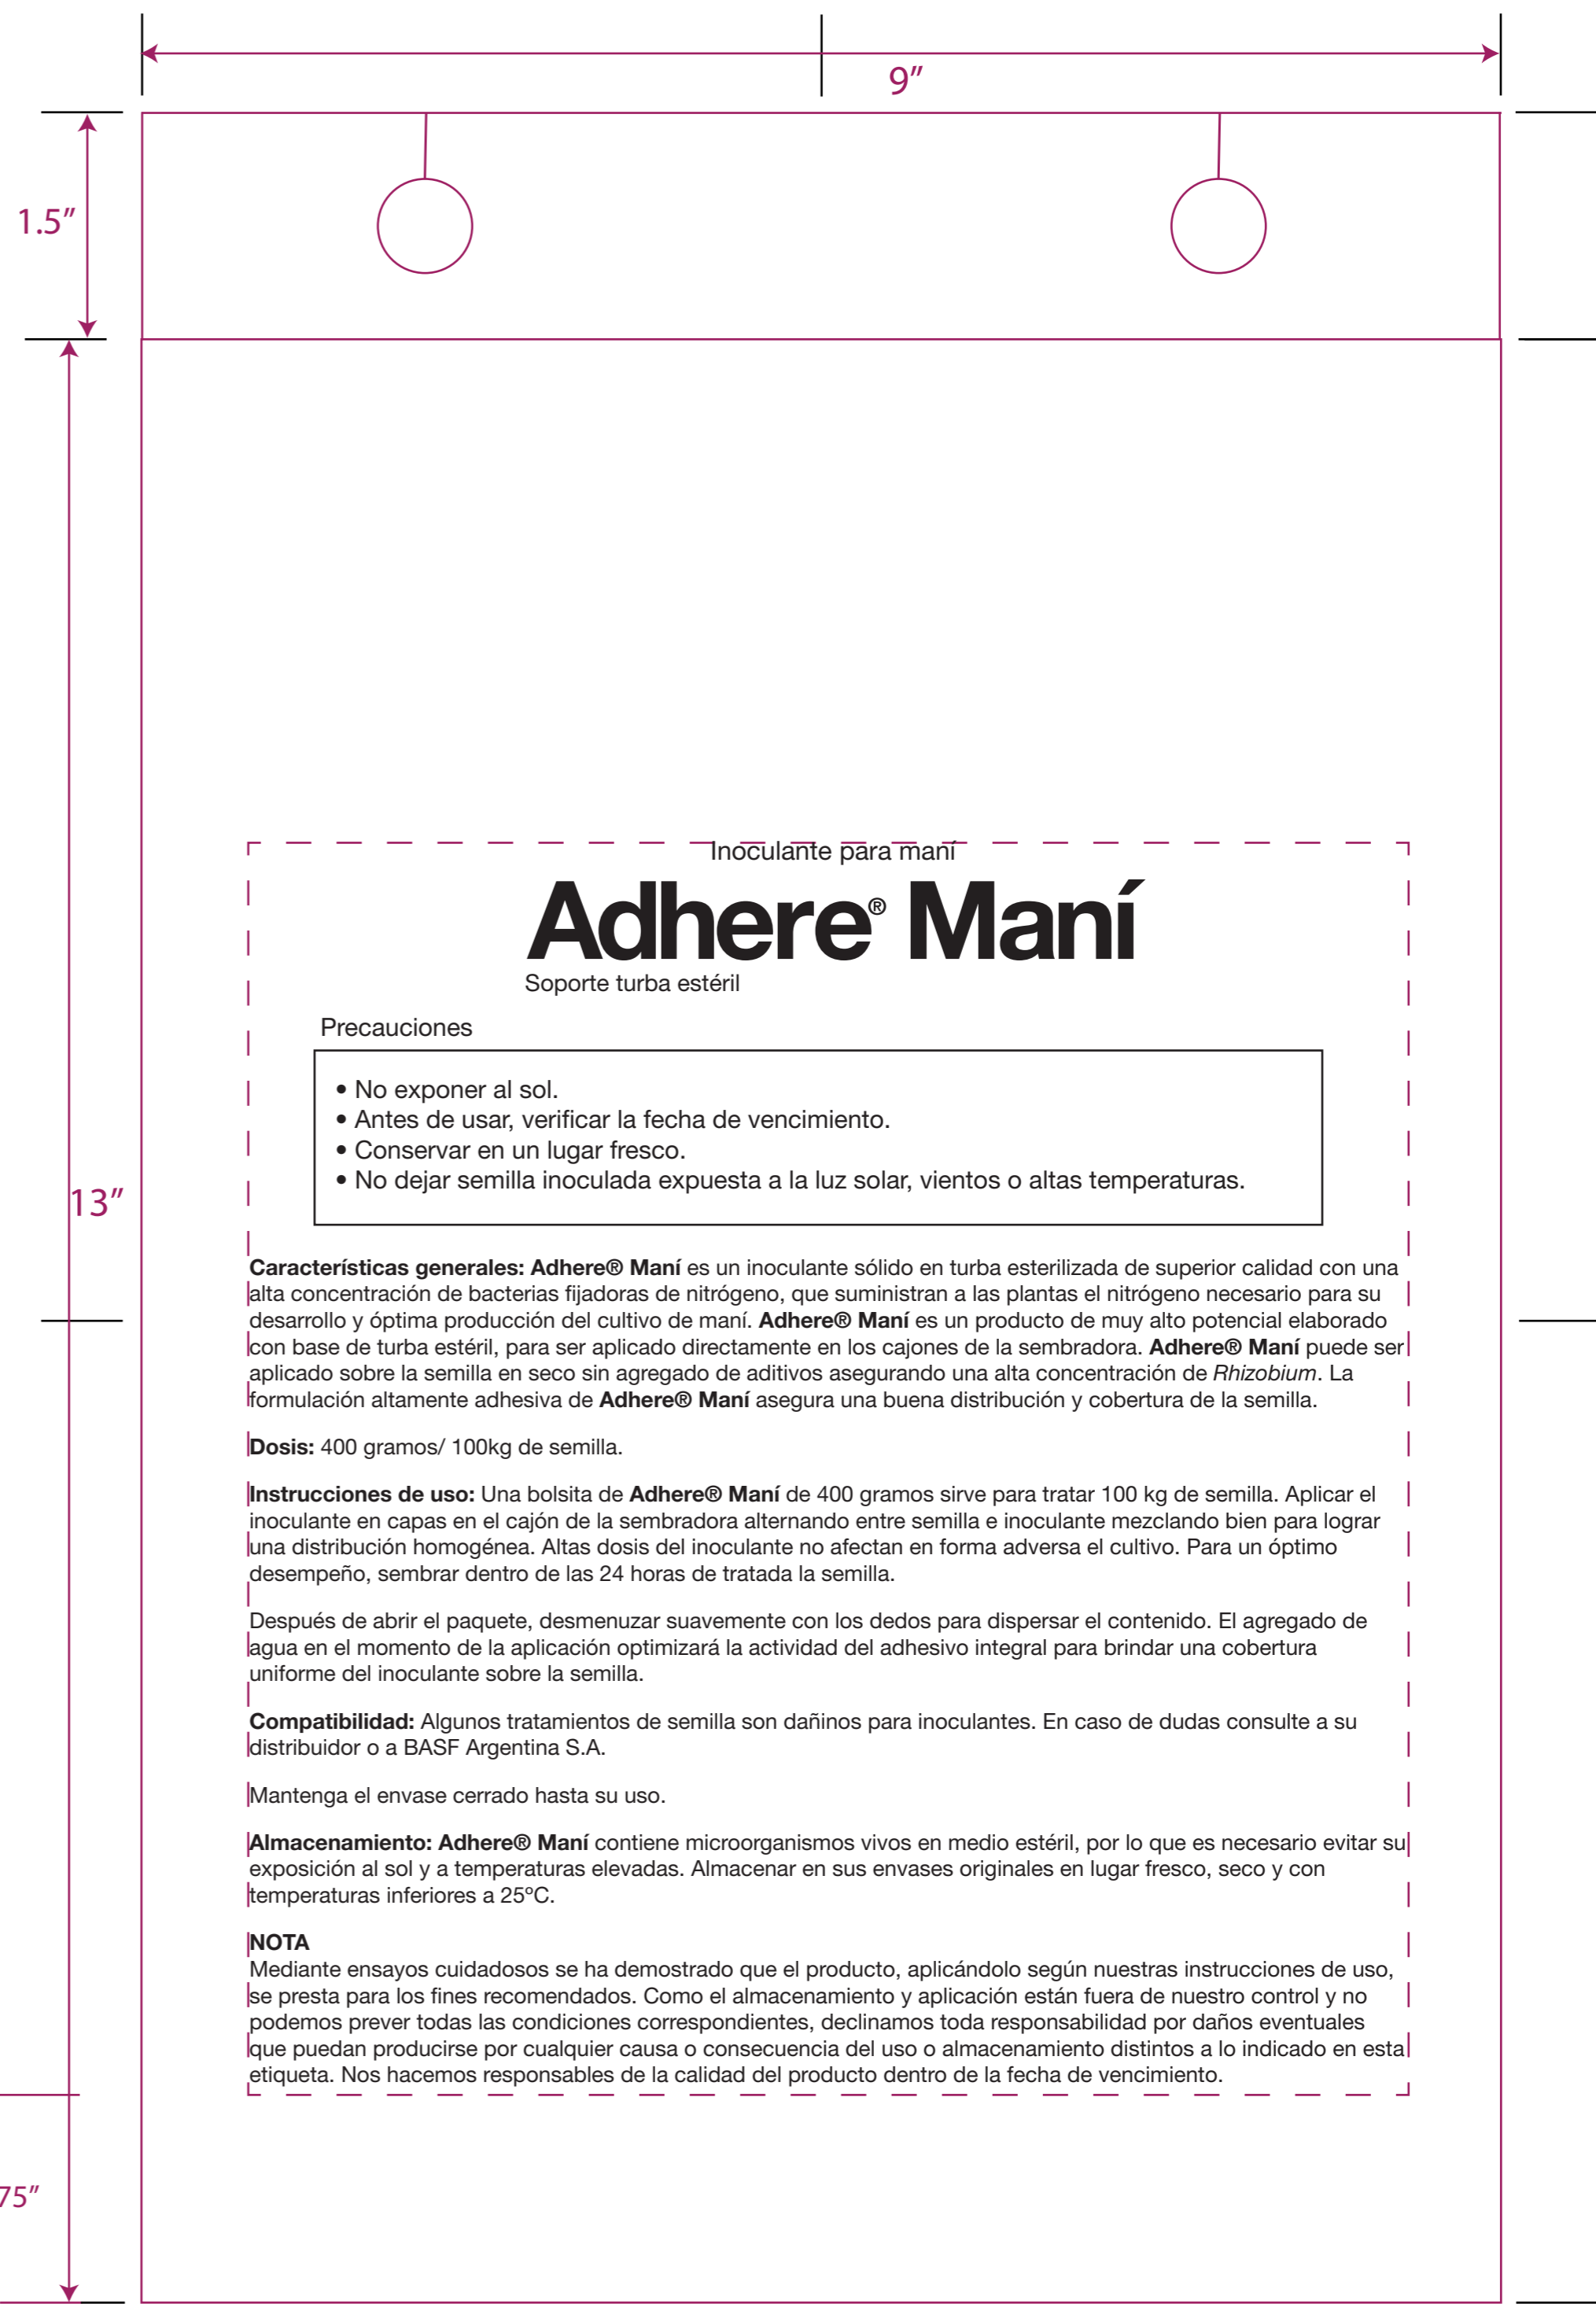 9”
1.5”
Inoculante para maní
Adhere® Maní
Soporte turba estéril
Precauciones
• No exponer al sol.
• Antes de usar, verificar la fecha de vencimiento.
• Conservar en un lugar fresco.
• No dejar semilla inoculada expuesta a la luz solar, vientos o altas temperaturas.
13”
Características generales: Adhere® Maní es un inoculante sólido en turba esterilizada de superior calidad con una
alta concentración de bacterias fijadoras de nitrógeno, que suministran a las plantas el nitrógeno necesario para su
desarrollo y óptima producción del cultivo de maní. Adhere® Maní es un producto de muy alto potencial elaborado
con base de turba estéril, para ser aplicado directamente en los cajones de la sembradora. Adhere® Maní puede ser
aplicado sobre la semilla en seco sin agregado de aditivos asegurando una alta concentración de Rhizobium. La
formulación altamente adhesiva de Adhere® Maní asegura una buena distribución y cobertura de la semilla.
Dosis: 400 gramos/ 100kg de semilla.
Instrucciones de uso: Una bolsita de Adhere® Maní de 400 gramos sirve para tratar 100 kg de semilla. Aplicar el
inoculante en capas en el cajón de la sembradora alternando entre semilla e inoculante mezclando bien para lograr
una distribución homogénea. Altas dosis del inoculante no afectan en forma adversa el cultivo. Para un óptimo
desempeño, sembrar dentro de las 24 horas de tratada la semilla.
Después de abrir el paquete, desmenuzar suavemente con los dedos para dispersar el contenido. El agregado de
agua en el momento de la aplicación optimizará la actividad del adhesivo integral para brindar una cobertura
uniforme del inoculante sobre la semilla.
Compatibilidad: Algunos tratamientos de semilla son dañinos para inoculantes. En caso de dudas consulte a su
distribuidor o a BASF Argentina S.A.
Mantenga el envase cerrado hasta su uso.
Almacenamiento: Adhere® Maní contiene microorganismos vivos en medio estéril, por lo que es necesario evitar su
exposición al sol y a temperaturas elevadas. Almacenar en sus envases originales en lugar fresco, seco y con
temperaturas inferiores a 25ºC.
NOTA
Mediante ensayos cuidadosos se ha demostrado que el producto, aplicándolo según nuestras instrucciones de uso,
se presta para los fines recomendados. Como el almacenamiento y aplicación están fuera de nuestro control y no
podemos prever todas las condiciones correspondientes, declinamos toda responsabilidad por daños eventuales
que puedan producirse por cualquier causa o consecuencia del uso o almacenamiento distintos a lo indicado en esta
etiqueta. Nos hacemos responsables de la calidad del producto dentro de la fecha de vencimiento.
75”